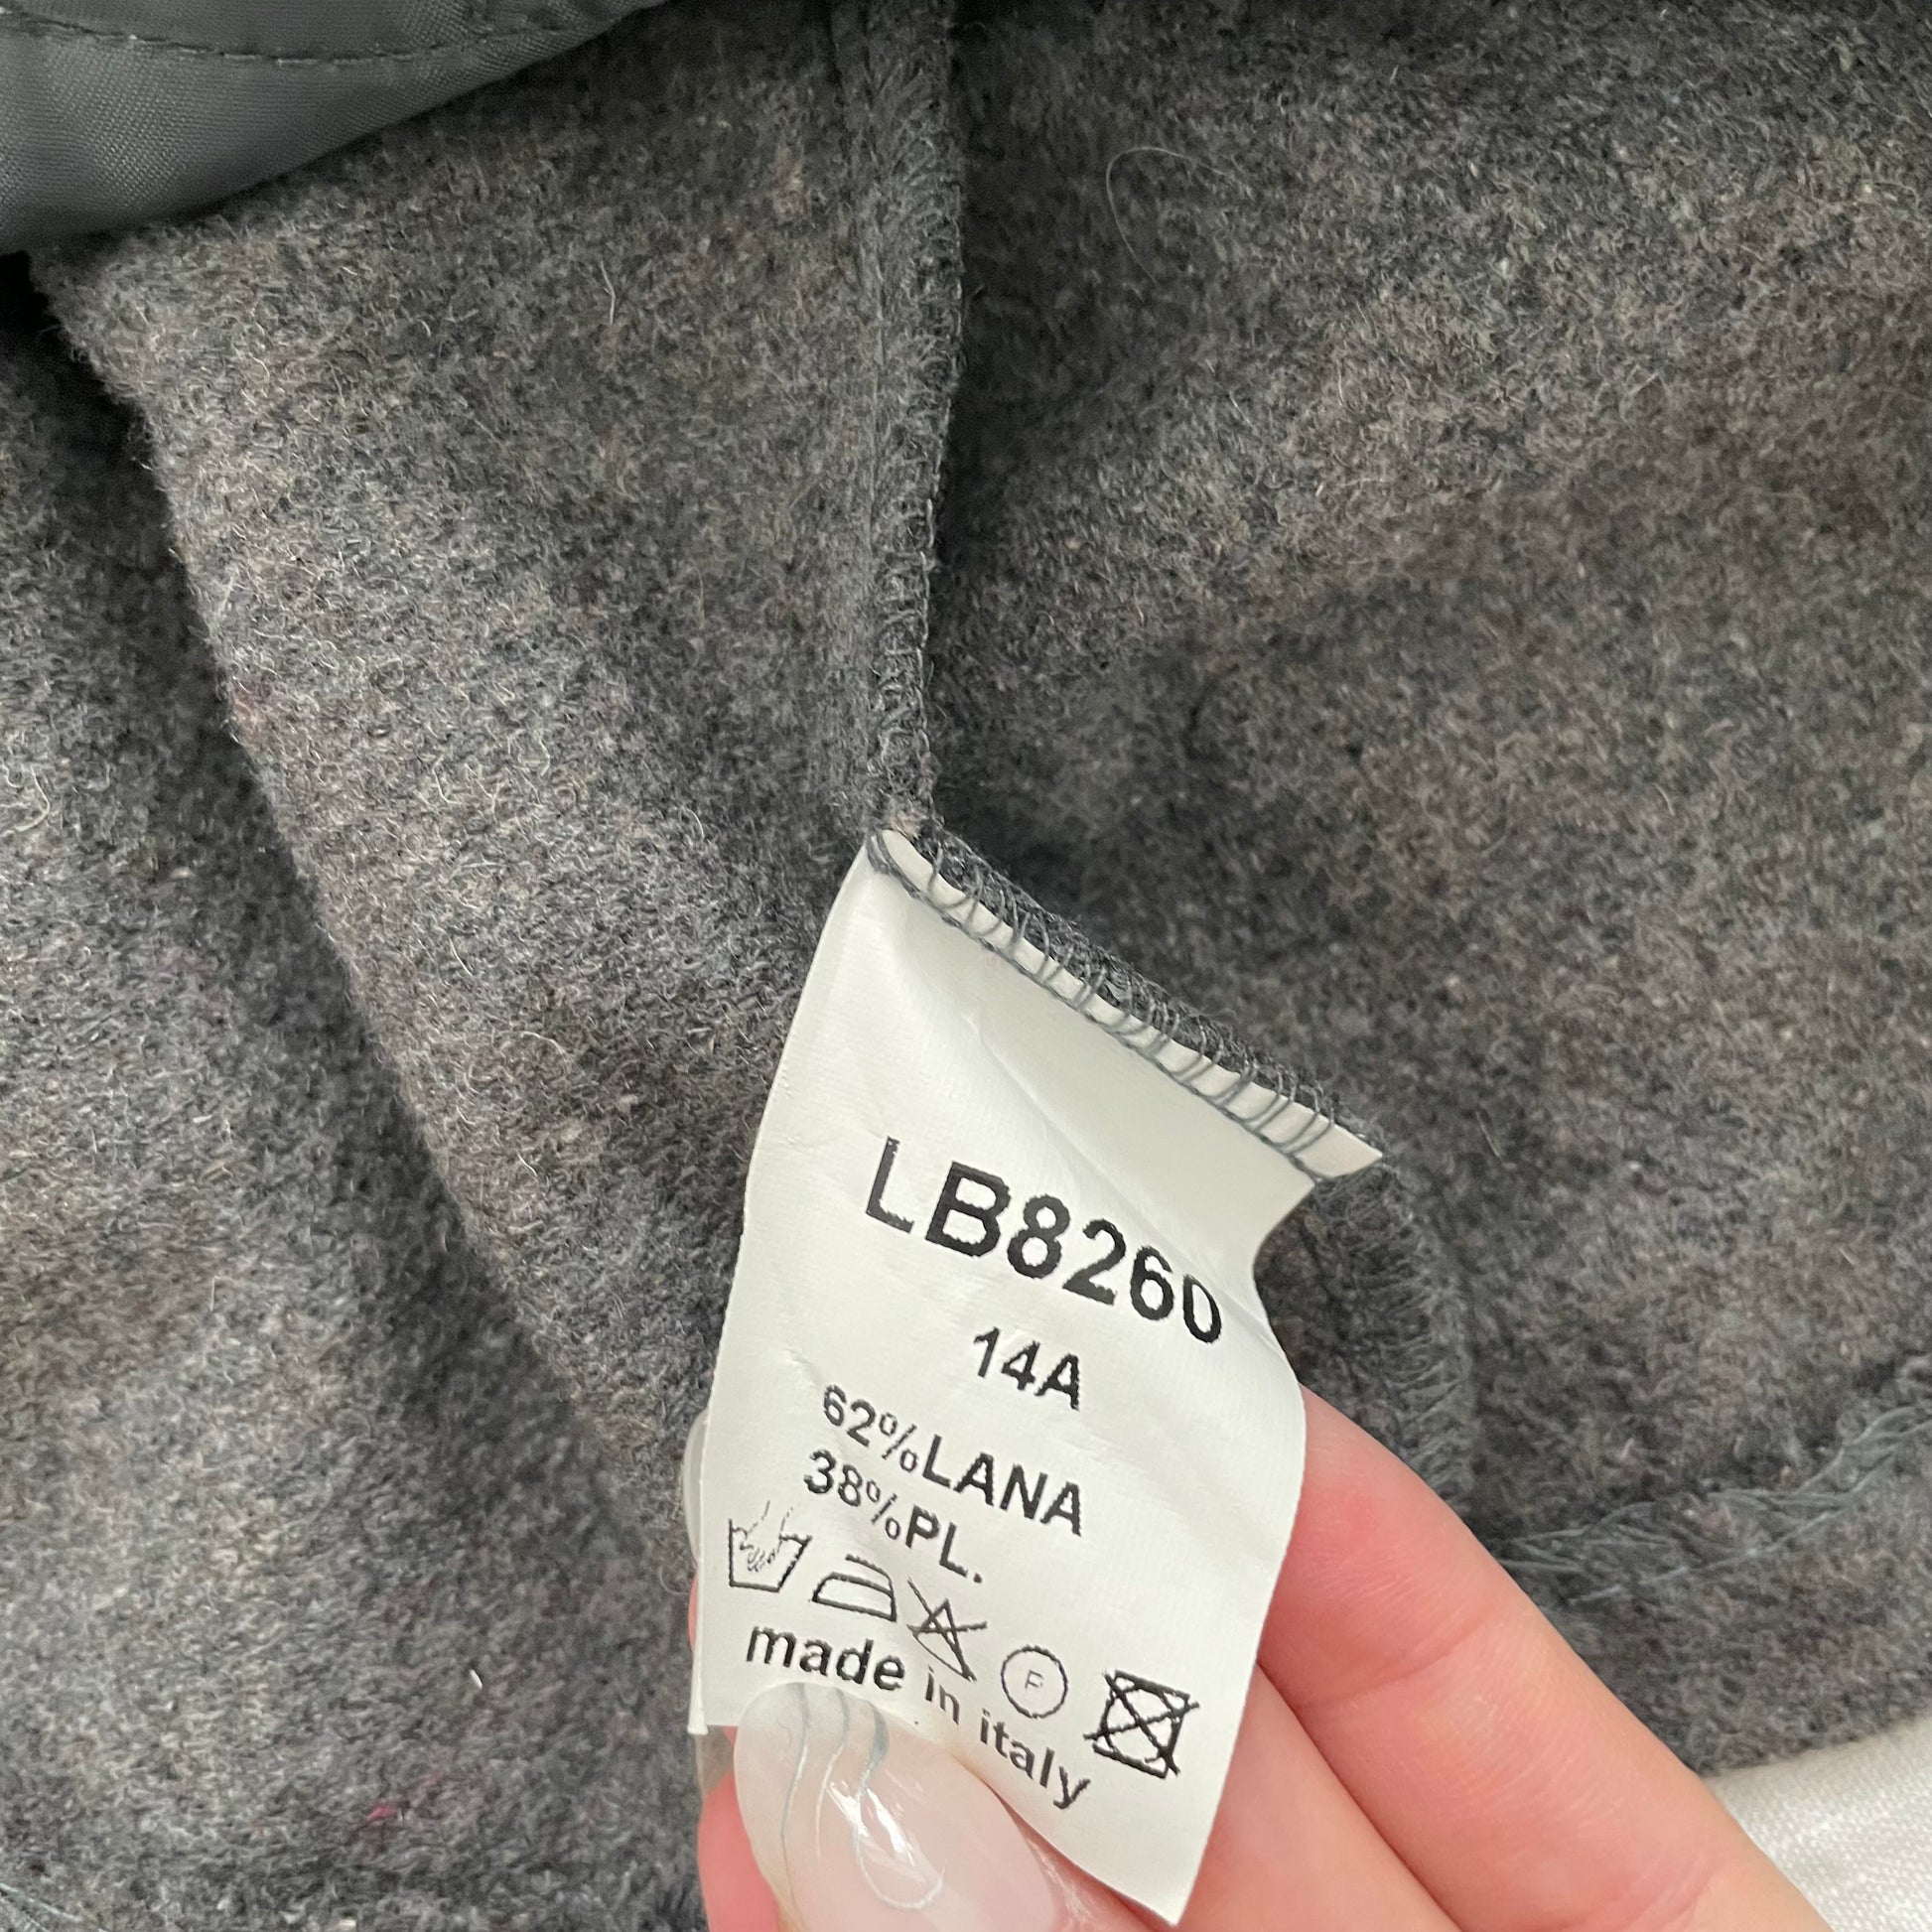 LB8260
14A
62%LANA
38%PL.
F
made in italy